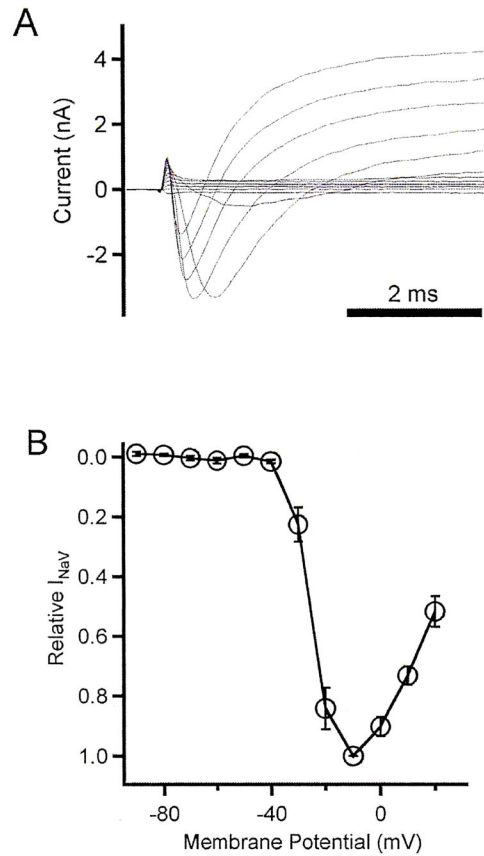 A
Current (nA)
4
2
0
-2
2 ms
B
Relative I_NaV
0.0
0.2
0.4
0.6
0.8
1.0
-80
-40
0
Membrane Potential (mV)